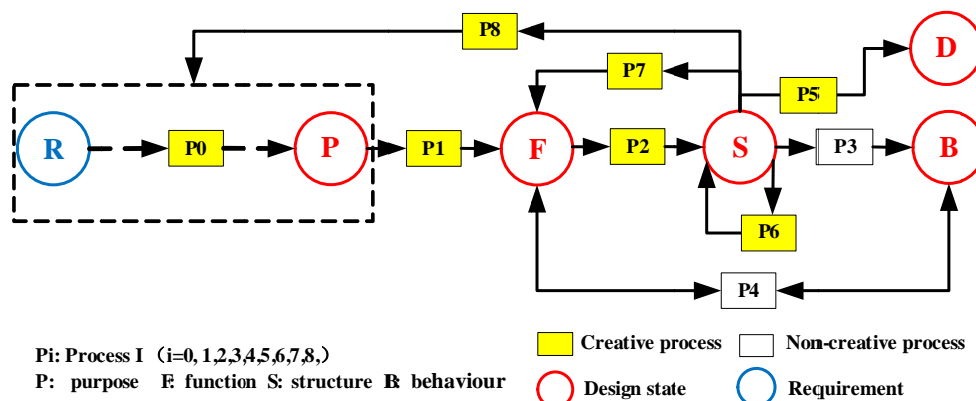 P8
P7
D
P5
R
P0
P
P1
F
P2
S
P3
B
P6
P4
Pi: Process I （i=0, 1,2,3,4,5,6,7,8,)
Creative process
Non-creative process
P: purpose F: function S: structure B: behaviour
Design state
Requirement